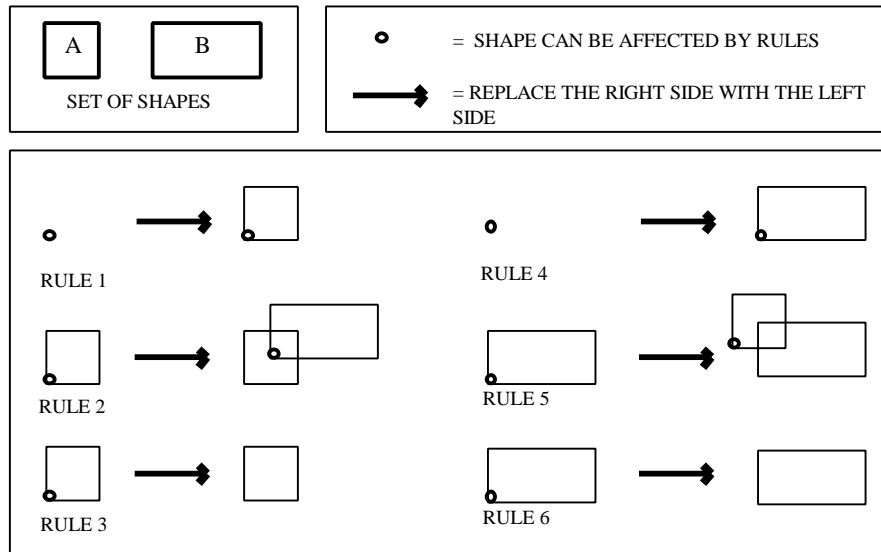 A
B
SET OF SHAPES
= SHAPE CAN BE AFFECTED BY RULES
= REPLACE THE RIGHT SIDE WITH THE LEFT
SIDE
RULE 1
RULE 4
RULE 2
RULE 5
RULE 3
RULE 6